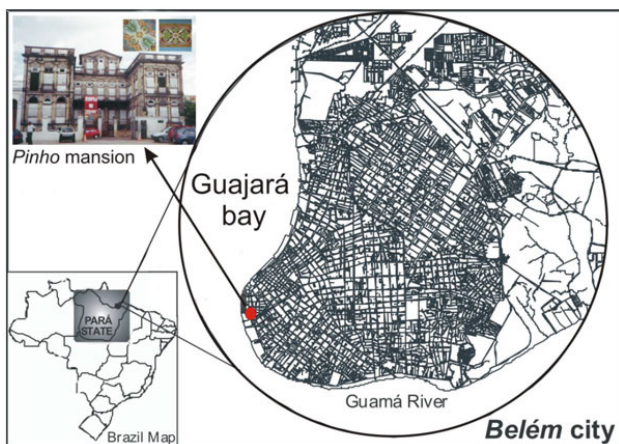 Pinho mansion
Guajará
bay
PARÁ
STATE
Brazil Map
Guamá River
Belém city